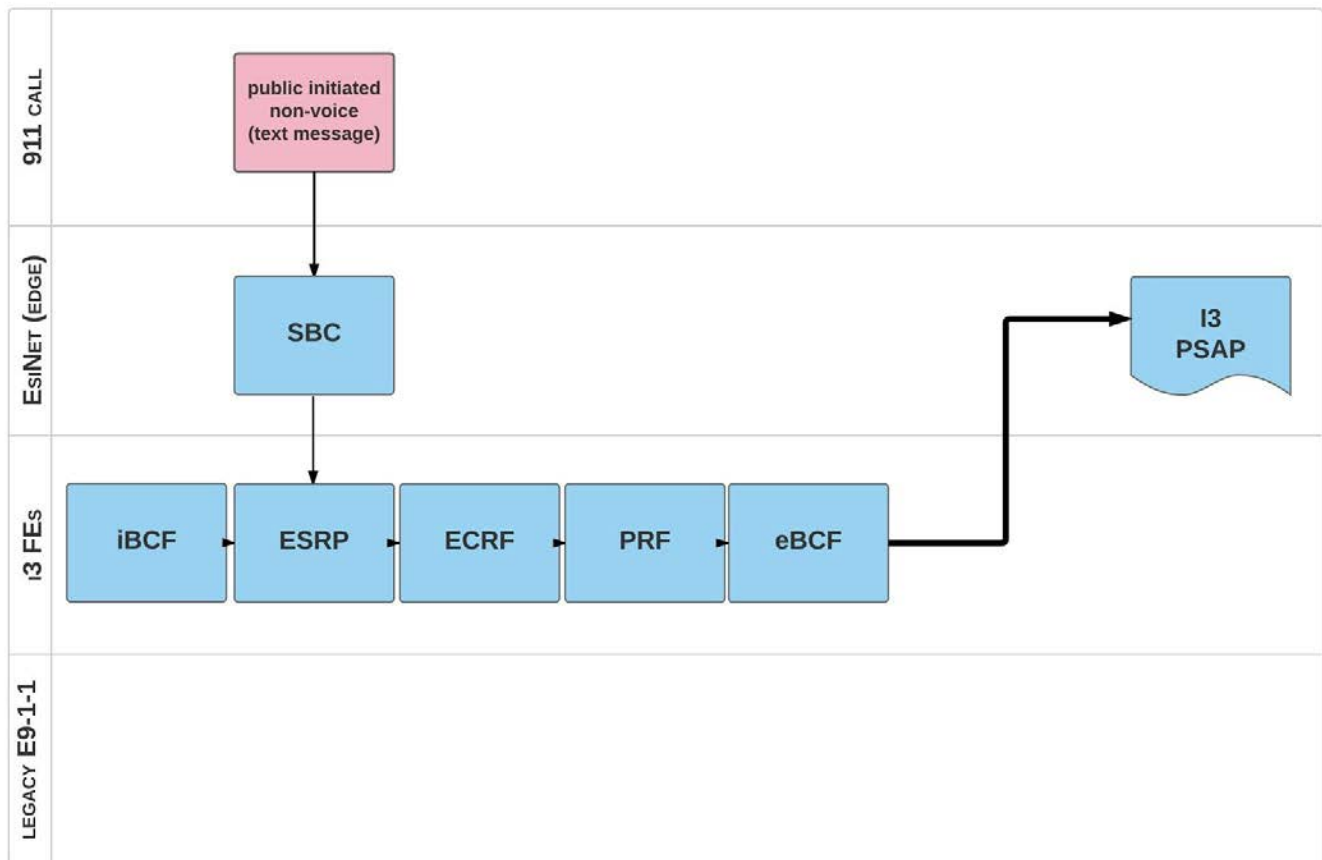 911 CALL
public initiated
non-voice
(text message)
ESINET (EDGE)
SBC
I3
PSAP
I3 FES
iBCF
ESRP
ECRF
PRF
eBCF
LEGACY E9-1-1